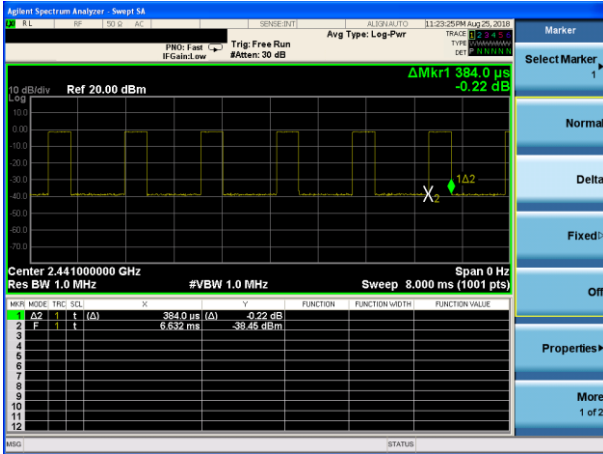 Agilent Spectrum Analyzer - Swept SA
RL RF 50 Ω AC SENSE:INT ALIGNAUTO 11:23:25PM Aug 25, 2018
Avg Type: Log-Pwr TRACE 1 2 3 4 5 6
TYPE
PNO: Fast Trig: Free Run DET P N N N N N
IFGain:Low #Atten: 30 dB
ΔMkr1 384.0 µs
10 dB/div Ref 20.00 dBm -0.22 dB
Log
10.0
0.00
-10.0
-20.0
-30.0
-40.0
-50.0
-60.0
-70.0
1Δ2
X2
Center 2.441000000 GHz Span 0 Hz
Res BW 1.0 MHz #VBW 1.0 MHz Sweep 8.000 ms (1001 pts)
MKR MODE TRC SCL X Y FUNCTION FUNCTION WIDTH FUNCTION VALUE
1 Δ2 1 t (Δ) 384.0 µs (Δ) -0.22 dB
2 F 1 t 6.632 ms -38.45 dBm
3
4
5
6
7
8
9
10
11
12
MSG STATUS
Marker
Select Marker
1
Normal
Delta
Fixed
Off
Properties
More
1 of 2